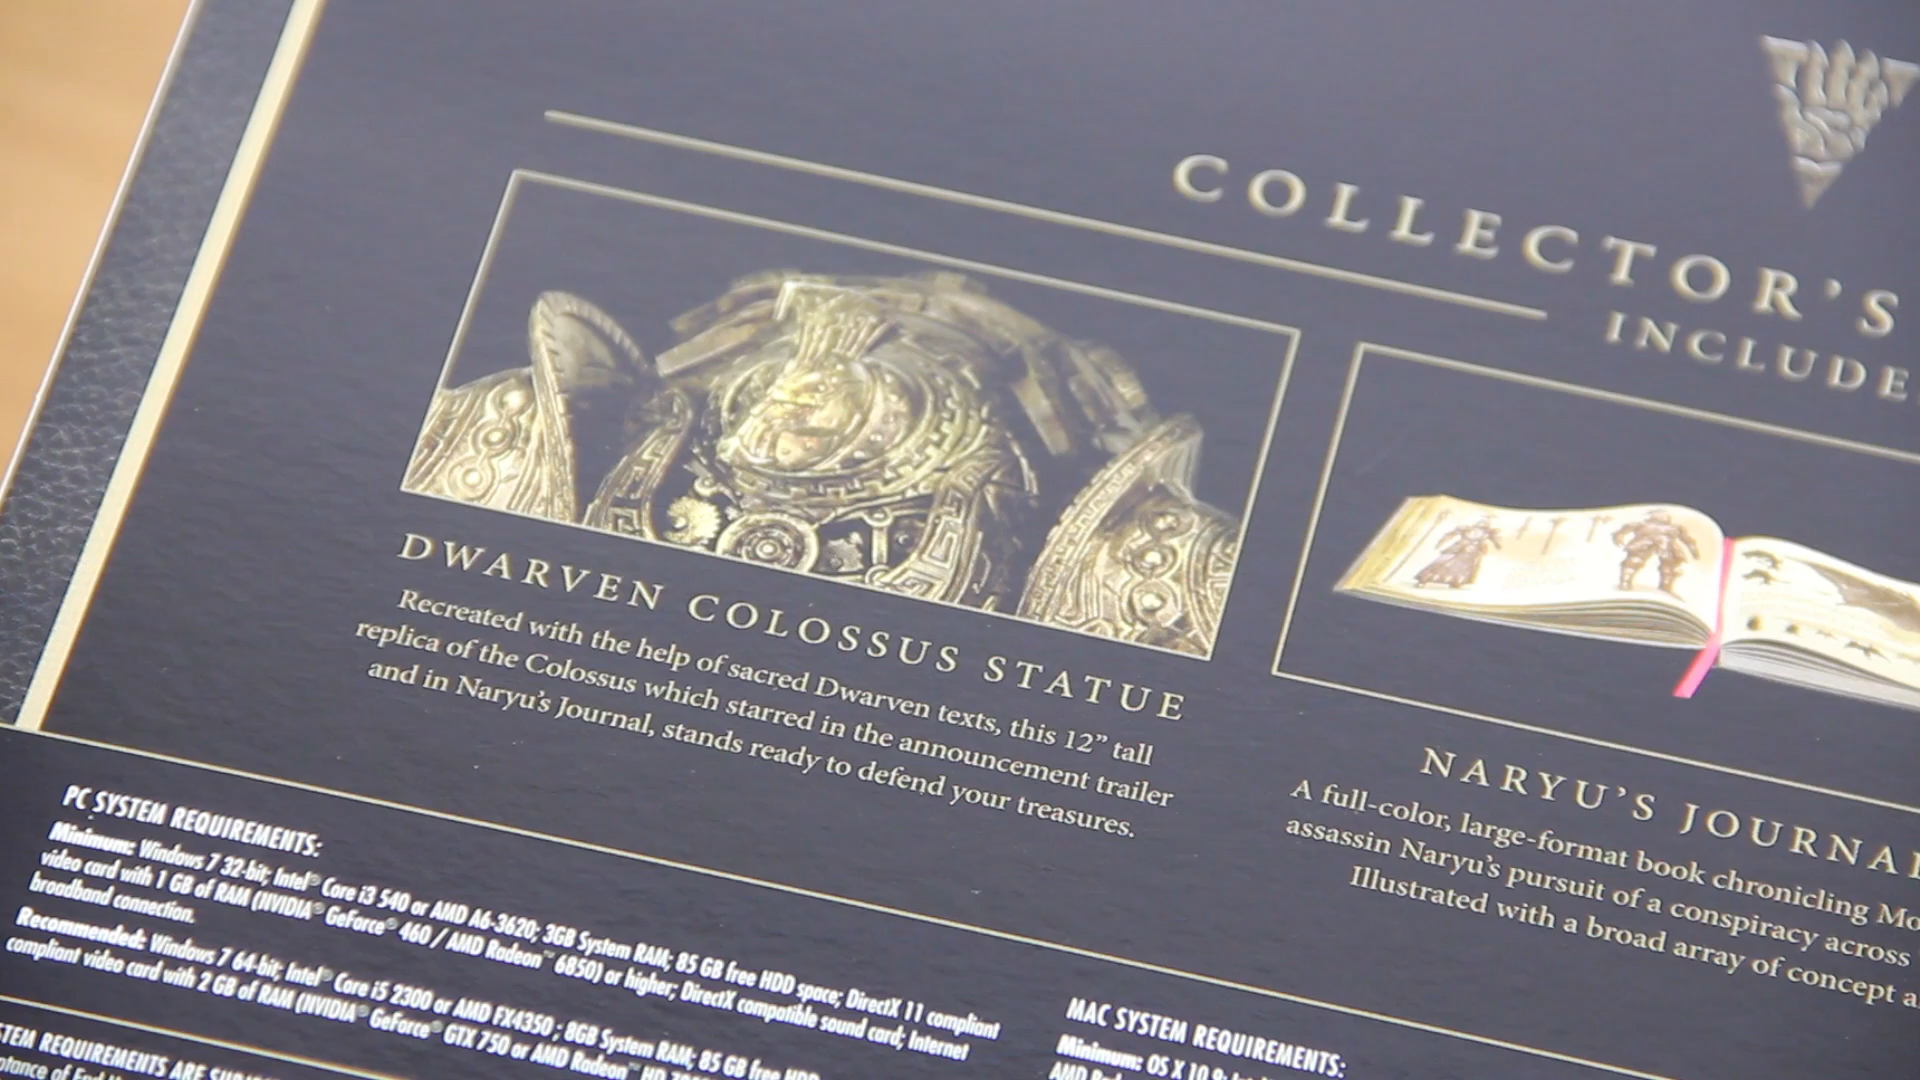 COLLECTOR'S
DWARVEN COLOSSUS STATUE
Recreated with the help of sacred Dwarven texts, this 12” tall
replica of the Colossus which starred in the announcement trailer
and in Naryu’s Journal, stands ready to defend your treasures.
NARYU’S
A full-color, large-format book chronicling
assassin Naryu’s pursuit of a conspiracy across
Illustrated with a broad array of concept
PC SYSTEM REQUIREMENTS:
Minimum: Windows 7 32-bit; Intel® Core i3 540 or AMD A6-3620; 3GB System RAM; 85 GB free HDD space; DirectX 11 compliant
video card with 1 GB of RAM (NVIDIA® GeForce® 460 / AMD Radeon™ 6850) or higher; DirectX compatible sound card; Internet
broadband connection.
Recommended: Windows 7 64-bit; Intel® Core i5 2300 or AMD FX4350 ; 8GB System RAM; 85 GB free HDD
compliant video card with 2 GB of RAM (NVIDIA® GeForce® GTX 750 or AMD Radeon™ HD
MAC SYSTEM REQUIREMENTS:
Minimum: OS X 10.9;
REQUIREMENTS ARE